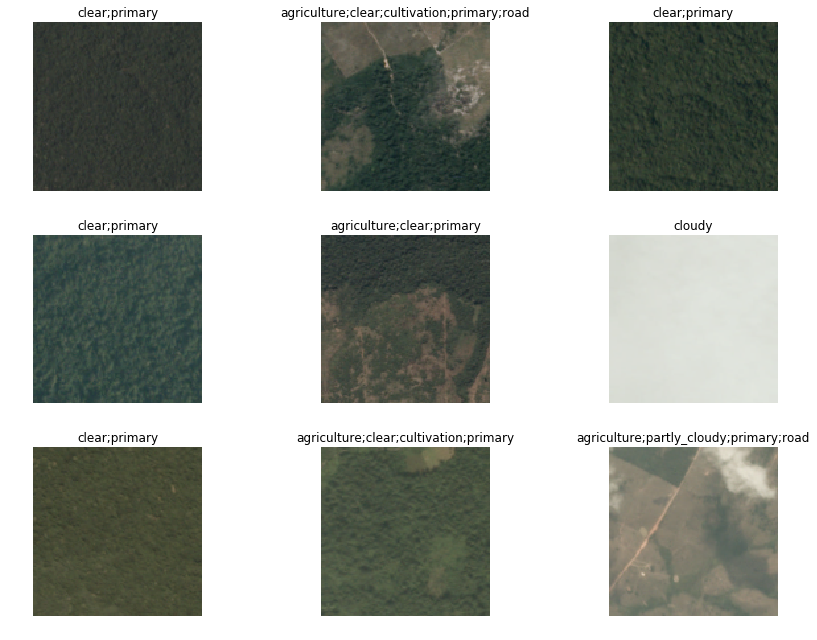 clear;primary
agriculture;clear;cultivation;primary;road
clear;primary
clear;primary
agriculture;clear;primary
cloudy
clear;primary
agriculture;clear;cultivation;primary
agriculture;partly_cloudy;primary;road